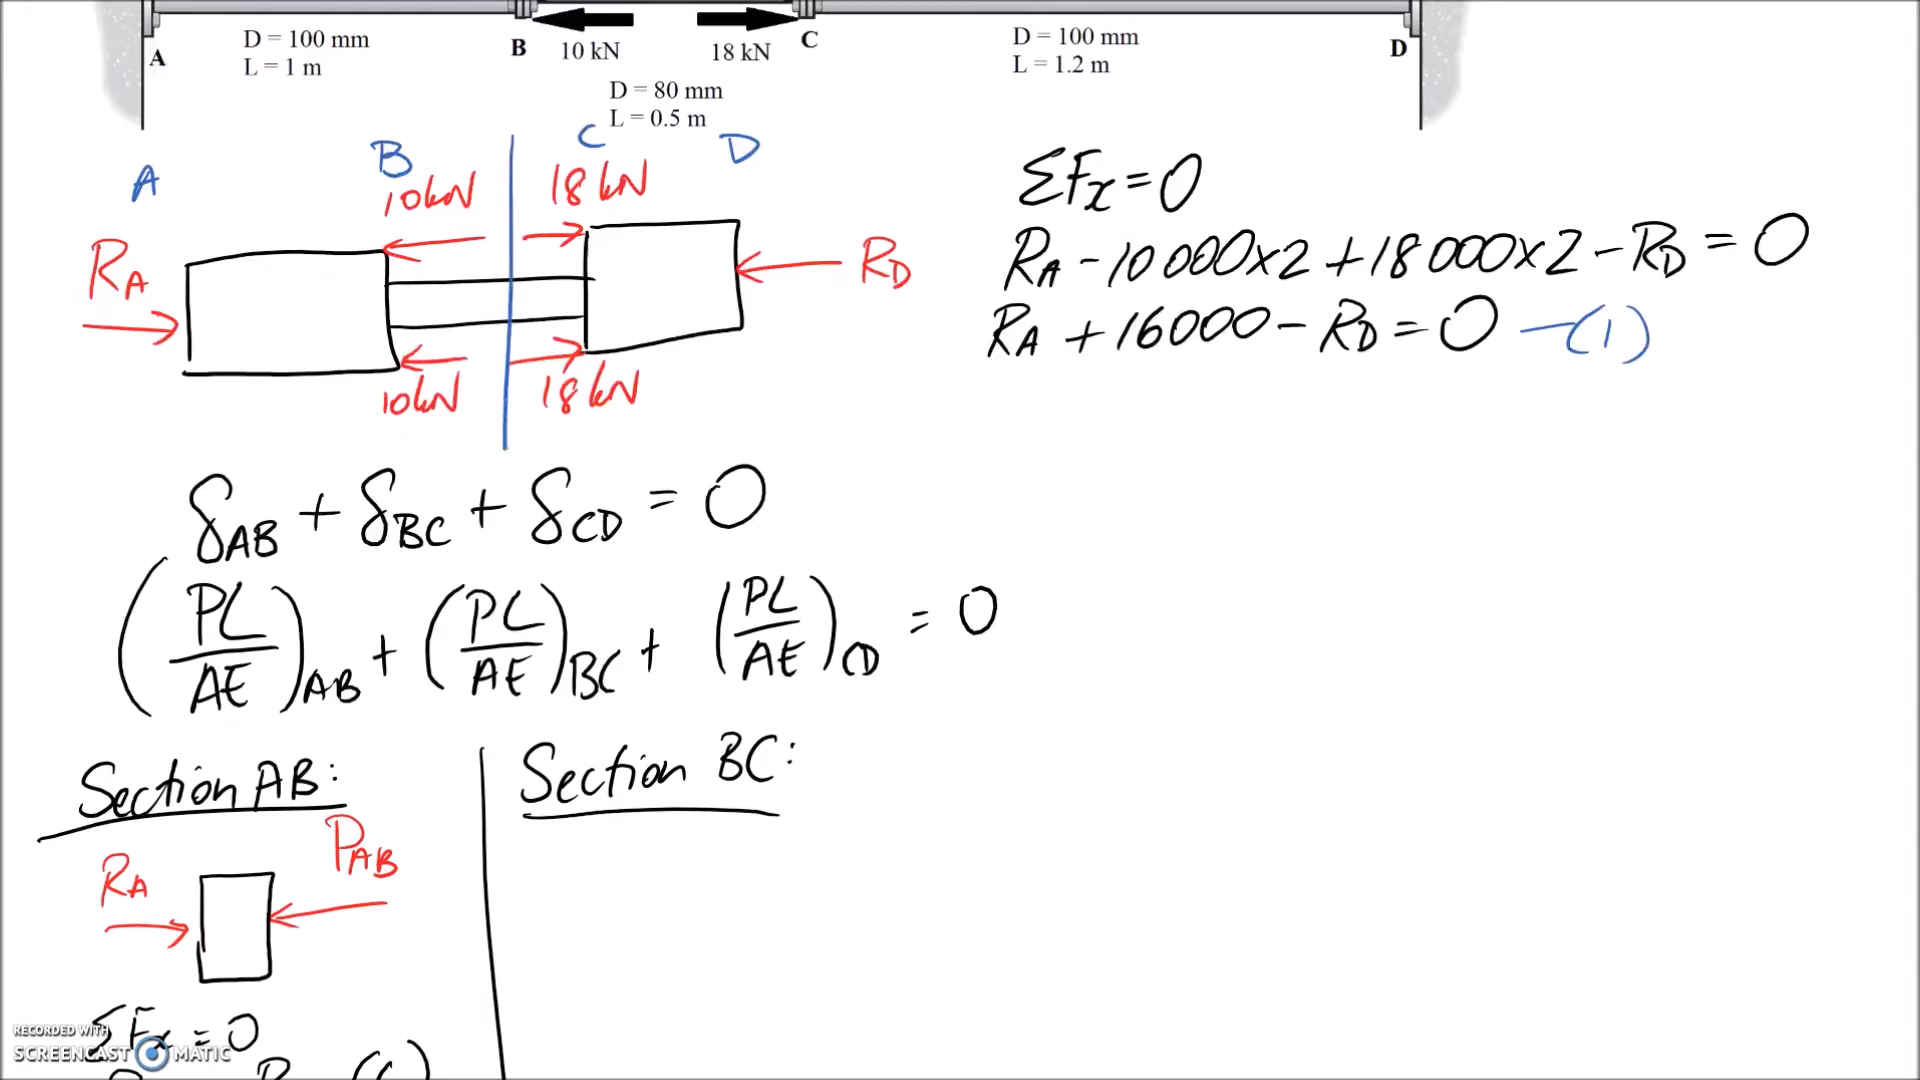 A
D = 100 mm
L = 1 m
B
10 kN
18 kN
C
D = 80 mm
L = 0.5 m
D = 100 mm
L = 1.2 m
D
A
B
C
D
10kN
18kN
RA
RD
10kN
18kN
ΣFx=0
RA - 10 000x2 + 18 000x2 - RD = 0
RA + 16000 - RD = 0 —(1)
δAB + δBC + δCD = 0
(PL/AE)AB + (PL/AE)BC + (PL/AE)CD = 0
Section AB:
RA
PAB
ΣFx = 0
Section BC:
RECORDED WITH
SCREENCAST MATIC